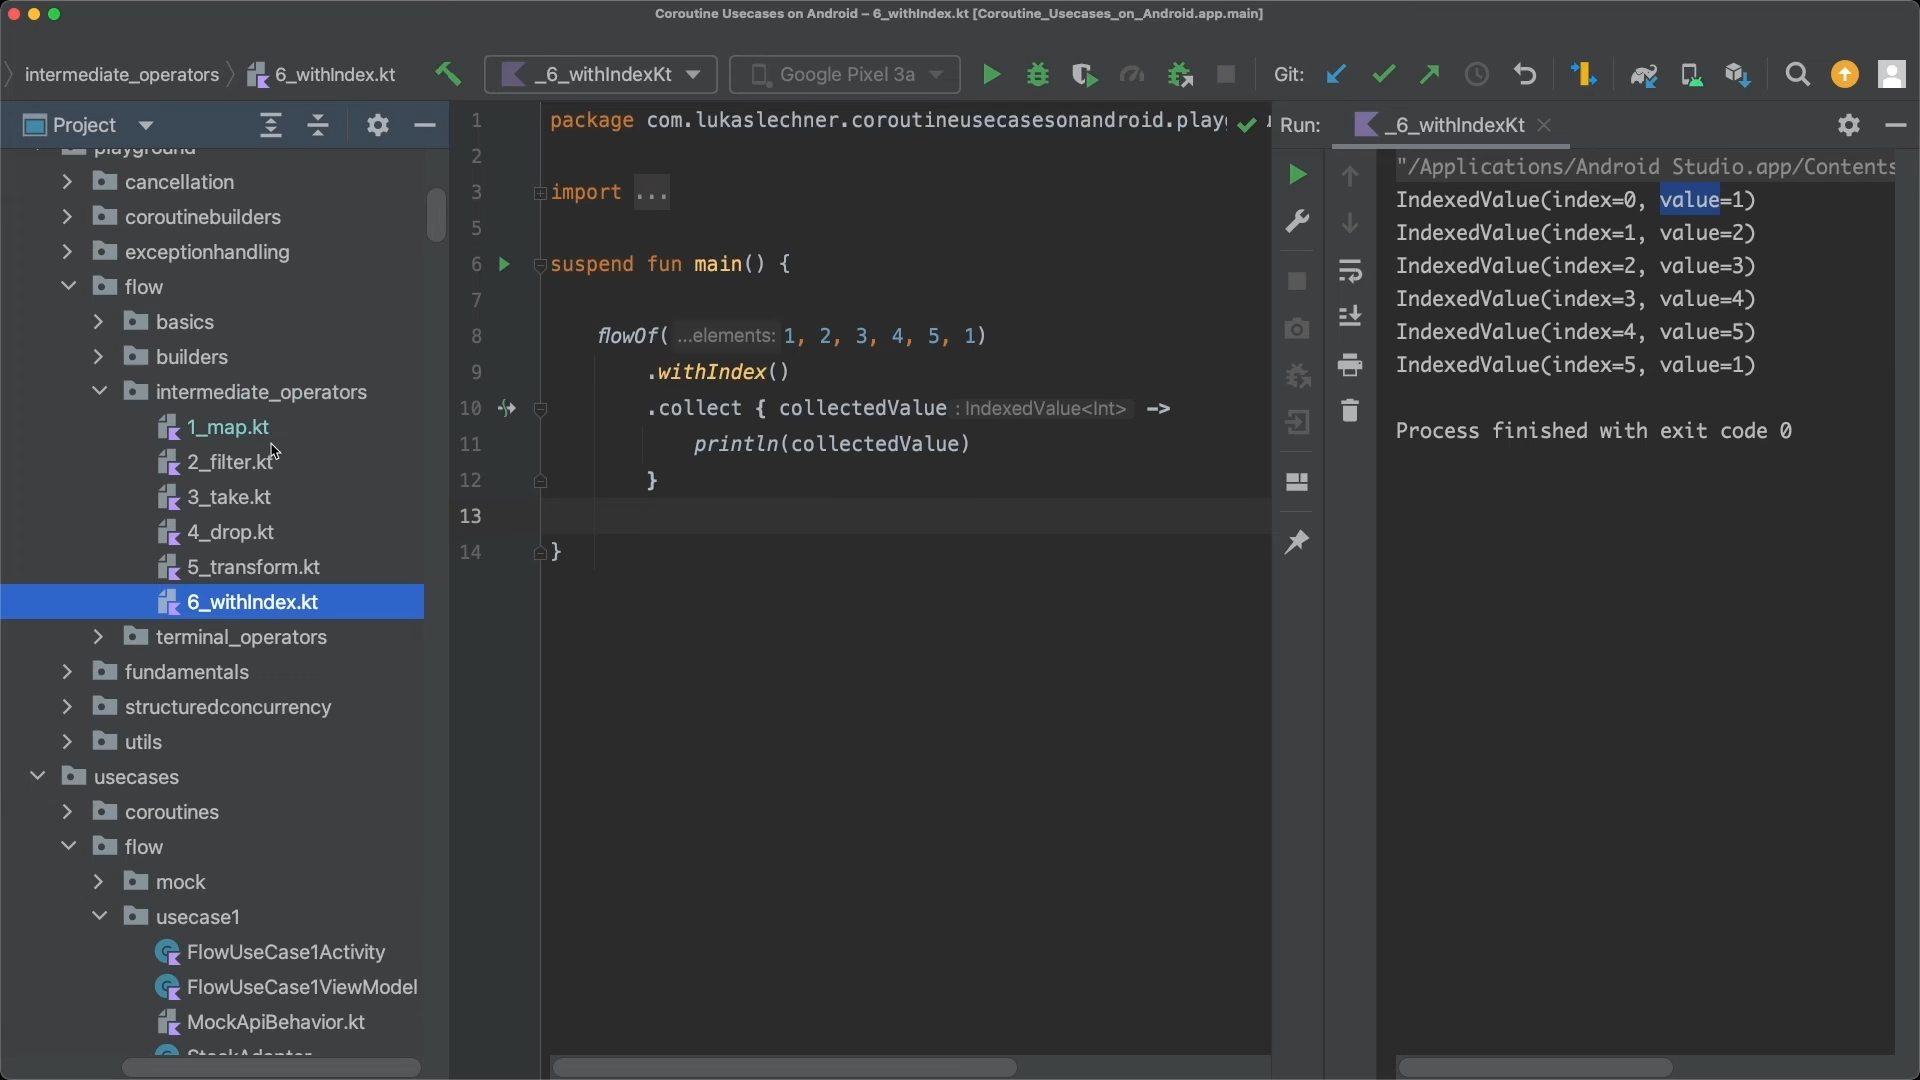 Coroutine Usecases on Android – 6_withIndex.kt [Coroutine_Usecases_on_Android.app.main]
intermediate_operators
6_withIndex.kt
_6_withIndexKt
Google Pixel 3a
Git:
Project
playground
cancellation
coroutinebuilders
exceptionhandling
flow
basics
builders
intermediate_operators
1_map.kt
2_filter.kt
3_take.kt
4_drop.kt
5_transform.kt
6_withIndex.kt
terminal_operators
fundamentals
structuredconcurrency
utils
usecases
coroutines
flow
mock
usecase1
FlowUseCase1Activity
FlowUseCase1ViewModel
MockApiBehavior.kt
StockAdapter
1 package com.lukaslechner.coroutineusecasesonandroid.play
2
3 import ...
5
6 suspend fun main() {
7
8 flowOf( ...elements: 1, 2, 3, 4, 5, 1)
9 .withIndex()
10 .collect { collectedValue : IndexedValue<Int> ->
11 println(collectedValue)
12 }
13
14 }
Run:
_6_withIndexKt
"/Applications/Android Studio.app/Contents
IndexedValue(index=0, value=1)
IndexedValue(index=1, value=2)
IndexedValue(index=2, value=3)
IndexedValue(index=3, value=4)
IndexedValue(index=4, value=5)
IndexedValue(index=5, value=1)
Process finished with exit code 0